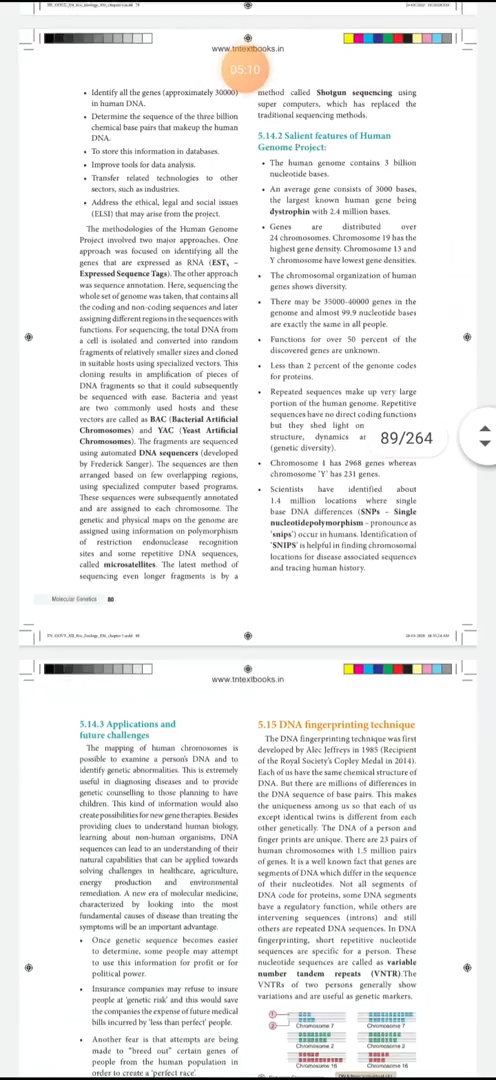 www.tntextbooks.in
05:10
• Identify all the genes (approximately 30000)
in human DNA.
• Determine the sequence of the three billion
chemical base pairs that makeup the human
DNA.
• To store this information in databases.
• Improve tools for data analysis.
• Transfer related technologies to other
sectors, such as industries.
• Address the ethical, legal and social issues
(ELSI) that may arise from the project.
The methodologies of the Human Genome
Project involved two major approaches. One
approach was focused on identifying all the
genes that are expressed as RNA (ESTs –
Expressed Sequence Tags). The other approach
was sequence annotation. Here, sequencing the
whole set of genome was taken, that contains all
the coding and non-coding sequences and later
assigning different regions in the sequences with
functions. For sequencing, the total DNA from
a cell is isolated and converted into random
fragments of relatively smaller sizes and cloned
in suitable hosts using specialized vectors. This
cloning results in amplification of pieces of
DNA fragments so that it could subsequently
be sequenced with ease. Bacteria and yeast
are two commonly used hosts and these
vectors are called as BAC (Bacterial Artificial
Chromosomes) and YAC (Yeast Artificial
Chromosomes). The fragments are sequenced
using automated DNA sequencers (developed
by Frederick Sanger). The sequences are then
arranged based on few overlapping regions,
using specialized computer based programs.
These sequences were subsequently annotated
and are assigned to each chromosome. The
genetic and physical maps on the genome are
assigned using information on polymorphism
of restriction endonuclease recognition
sites and some repetitive DNA sequences,
called microsatellites. The latest method of
sequencing even longer fragments is by a
method called Shotgun sequencing using
super computers, which has replaced the
traditional sequencing methods.
5.14.2 Salient features of Human
Genome Project:
• The human genome contains 3 billion
nucleotide bases.
• An average gene consists of 3000 bases,
the largest known human gene being
dystrophin with 2.4 million bases.
• Genes are distributed over
24 chromosomes. Chromosome 19 has the
highest gene density. Chromosome 13 and
Y chromosome have lowest gene densities.
• The chromosomal organization of human
genes shows diversity.
• There may be 35000-40000 genes in the
genome and almost 99.9 nucleotide bases
are exactly the same in all people.
• Functions for over 50 percent of the
discovered genes are unknown.
• Less than 2 percent of the genome codes
for proteins.
• Repeated sequences make up very large
portion of the human genome. Repetitive
sequences have no direct coding functions
but they shed light on
structure, dynamics ar
(genetic diversity).
89/264
• Chromosome 1 has 2968 genes whereas
chromosome 'Y' has 231 genes.
• Scientists have identified about
1.4 million locations where single
base DNA differences (SNPs – Single
nucleotidepolymorphism – pronounce as
'snips') occur in humans. Identification of
'SNIPS' is helpful in finding chromosomal
locations for disease associated sequences
and tracing human history.
Molecular Genetics 80
www.tntextbooks.in
5.14.3 Applications and
future challenges
The mapping of human chromosomes is
possible to examine a person's DNA and to
identify genetic abnormalities. This is extremely
useful in diagnosing diseases and to provide
genetic counselling to those planning to have
children. This kind of information would also
create possibilities for new gene therapies. Besides
providing clues to understand human biology,
learning about non-human organisms, DNA
sequences can lead to an understanding of their
natural capabilities that can be applied towards
solving challenges in healthcare, agriculture,
energy production and environmental
remediation. A new era of molecular medicine,
characterized by looking into the most
fundamental causes of disease than treating the
symptoms will be an important advantage.
• Once genetic sequence becomes easier
to determine, some people may attempt
to use this information for profit or for
political power.
• Insurance companies may refuse to insure
people at 'genetic risk' and this would save
the companies the expense of future medical
bills incurred by 'less than perfect' people.
• Another fear is that attempts are being
made to "breed out" certain genes of
people from the human population in
order to create a 'perfect race'.
5.15 DNA fingerprinting technique
The DNA fingerprinting technique was first
developed by Alec Jeffreys in 1985 (Recipient
of the Royal Society's Copley Medal in 2014).
Each of us have the same chemical structure of
DNA. But there are millions of differences in
the DNA sequence of base pairs. This makes
the uniqueness among us so that each of us
except identical twins is different from each
other genetically. The DNA of a person and
finger prints are unique. There are 23 pairs of
human chromosomes with 1.5 million pairs
of genes. It is a well known fact that genes are
segments of DNA which differ in the sequence
of their nucleotides. Not all segments of
DNA code for proteins, some DNA segments
have a regulatory function, while others are
intervening sequences (introns) and still
others are repeated DNA sequences. In DNA
fingerprinting, short repetitive nucleotide
sequences are specific for a person. These
nucleotide sequences are called as variable
number tandem repeats (VNTR).The
VNTRs of two persons generally show
variations and are useful as genetic markers.
1
2
Chromosome 7 Chromosome 7
Chromosome 2 Chromosome 2
Chromosome 16 Chromosome 16